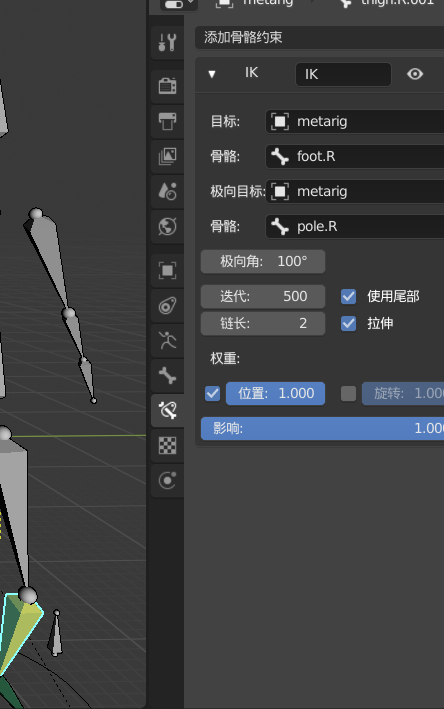 metarig thigh.R.001
添加骨骼约束
IK IK
目标: metarig
骨骼: foot.R
极向目标: metarig
骨骼: pole.R
极向角: 100°
迭代: 500 使用尾部
链长: 2 拉伸
权重:
位置: 1.000 旋转: 1.00
影响: 1.00